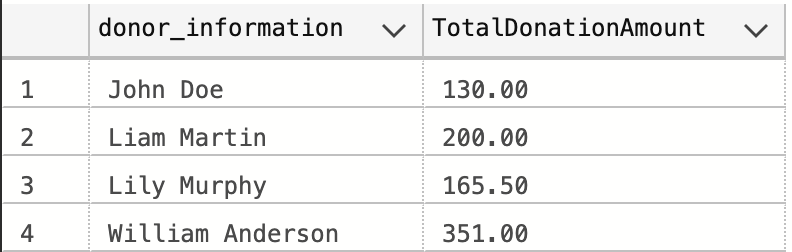 donor_information TotalDonationAmount
1 John Doe 130.00
2 Liam Martin 200.00
3 Lily Murphy 165.50
4 William Anderson 351.00